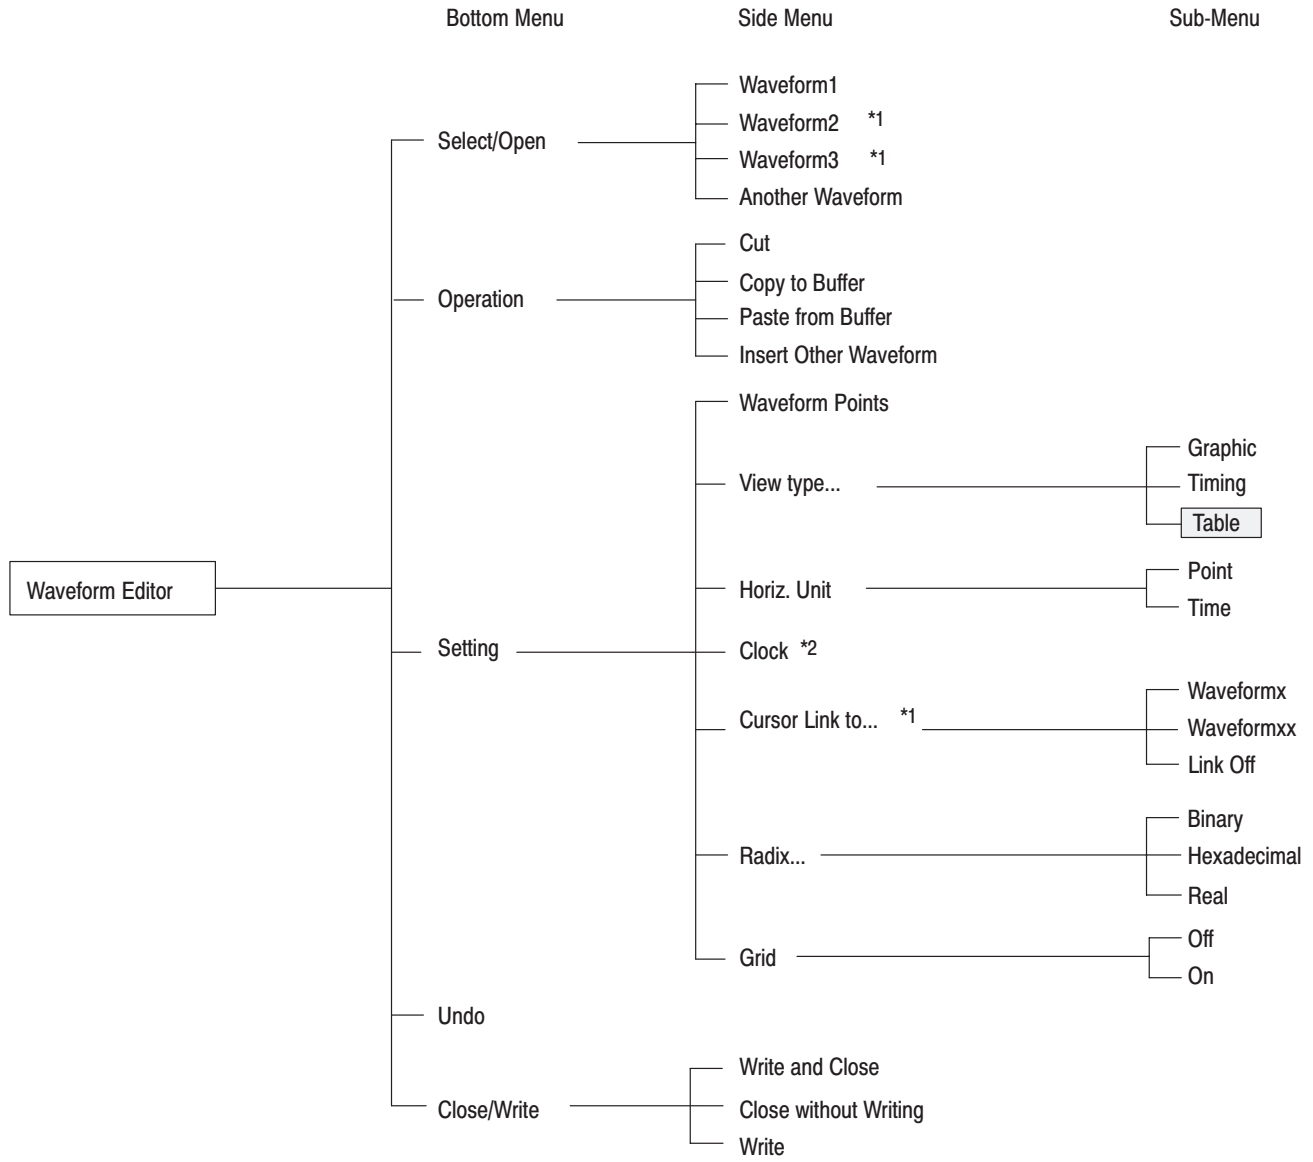 Bottom Menu Side Menu Sub-Menu
Waveform1
Waveform2 *1
Select/Open
Waveform3 *1
Another Waveform
Cut
Copy to Buffer
Operation
Paste from Buffer
Insert Other Waveform
Waveform Points
Graphic
View type... Timing
Table
Point
Waveform Editor Horiz. Unit
Time
Setting Clock *2
Waveformx
Cursor Link to... *1
Waveformxx
Link Off
Binary
Radix... Hexadecimal
Real
Off
Grid
On
Undo
Write and Close
Close/Write Close without Writing
Write